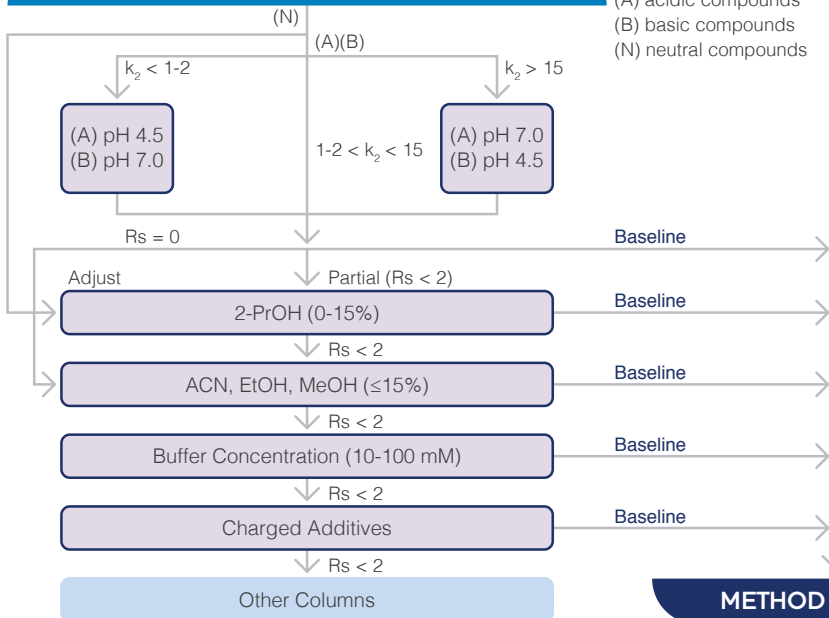 (A) acidic compounds
(B) basic compounds
(N) neutral compounds
(N)
(A)(B)
k₂ < 1-2
k₂ > 15
(A) pH 4.5
(B) pH 7.0
1-2 < k₂ < 15
(A) pH 7.0
(B) pH 4.5
Rs = 0
Baseline
Adjust
Partial (Rs < 2)
2-PrOH (0-15%)
Baseline
Rs < 2
ACN, EtOH, MeOH (≤15%)
Baseline
Rs < 2
Buffer Concentration (10-100 mM)
Baseline
Rs < 2
Charged Additives
Baseline
Rs < 2
Other Columns
METHOD